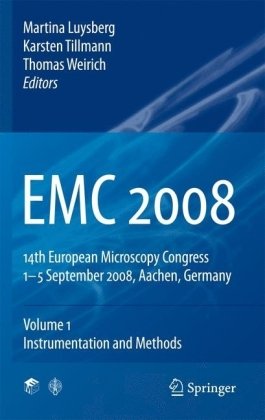 Martina Luysberg
Karsten Tillmann
Thomas Weirich
Editors
EMC 2008
14th European Microscopy Congress
1–5 September 2008, Aachen, Germany
Volume 1
Instrumentation and Methods
Springer